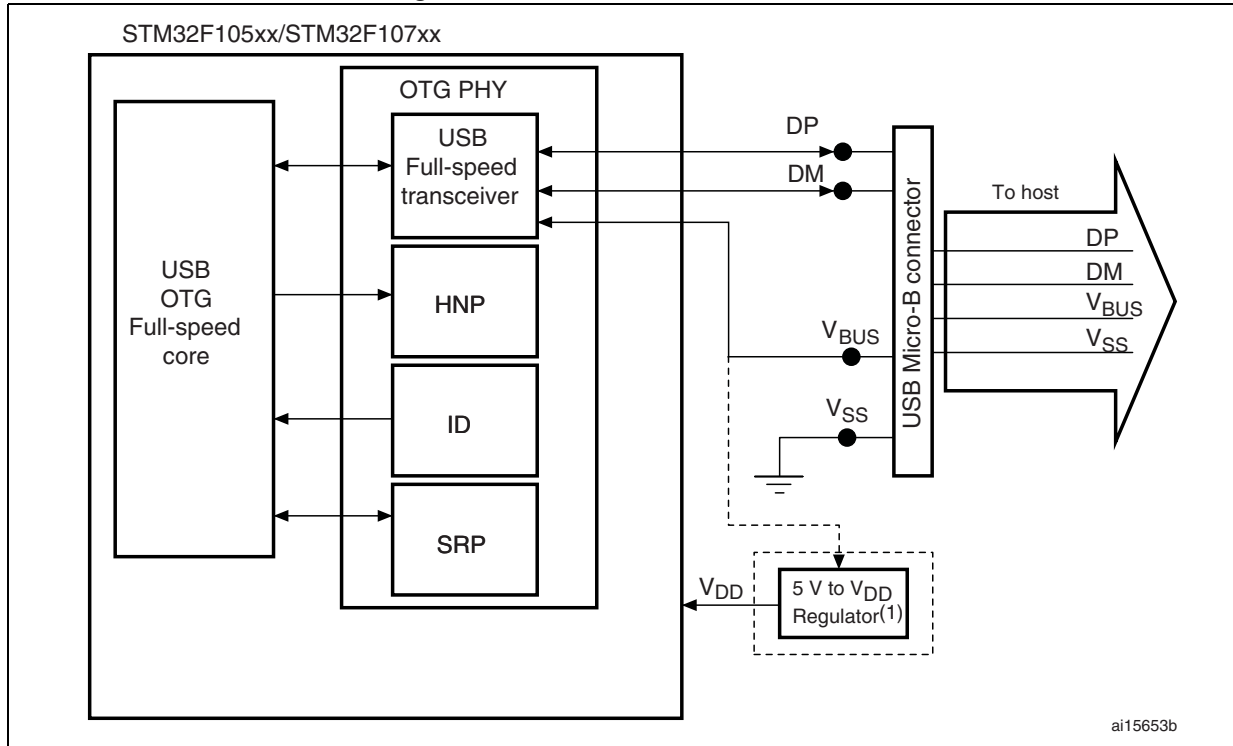 STM32F105xx/STM32F107xx
OTG PHY
USB
Full-speed
transceiver
USB
OTG
Full-speed
core
HNP
ID
SRP
DP
DM
VBUS
VSS
USB Micro-B connector
To host
DP
DM
VBUS
VSS
VDD
5 V to VDD
Regulator(1)
ai15653b